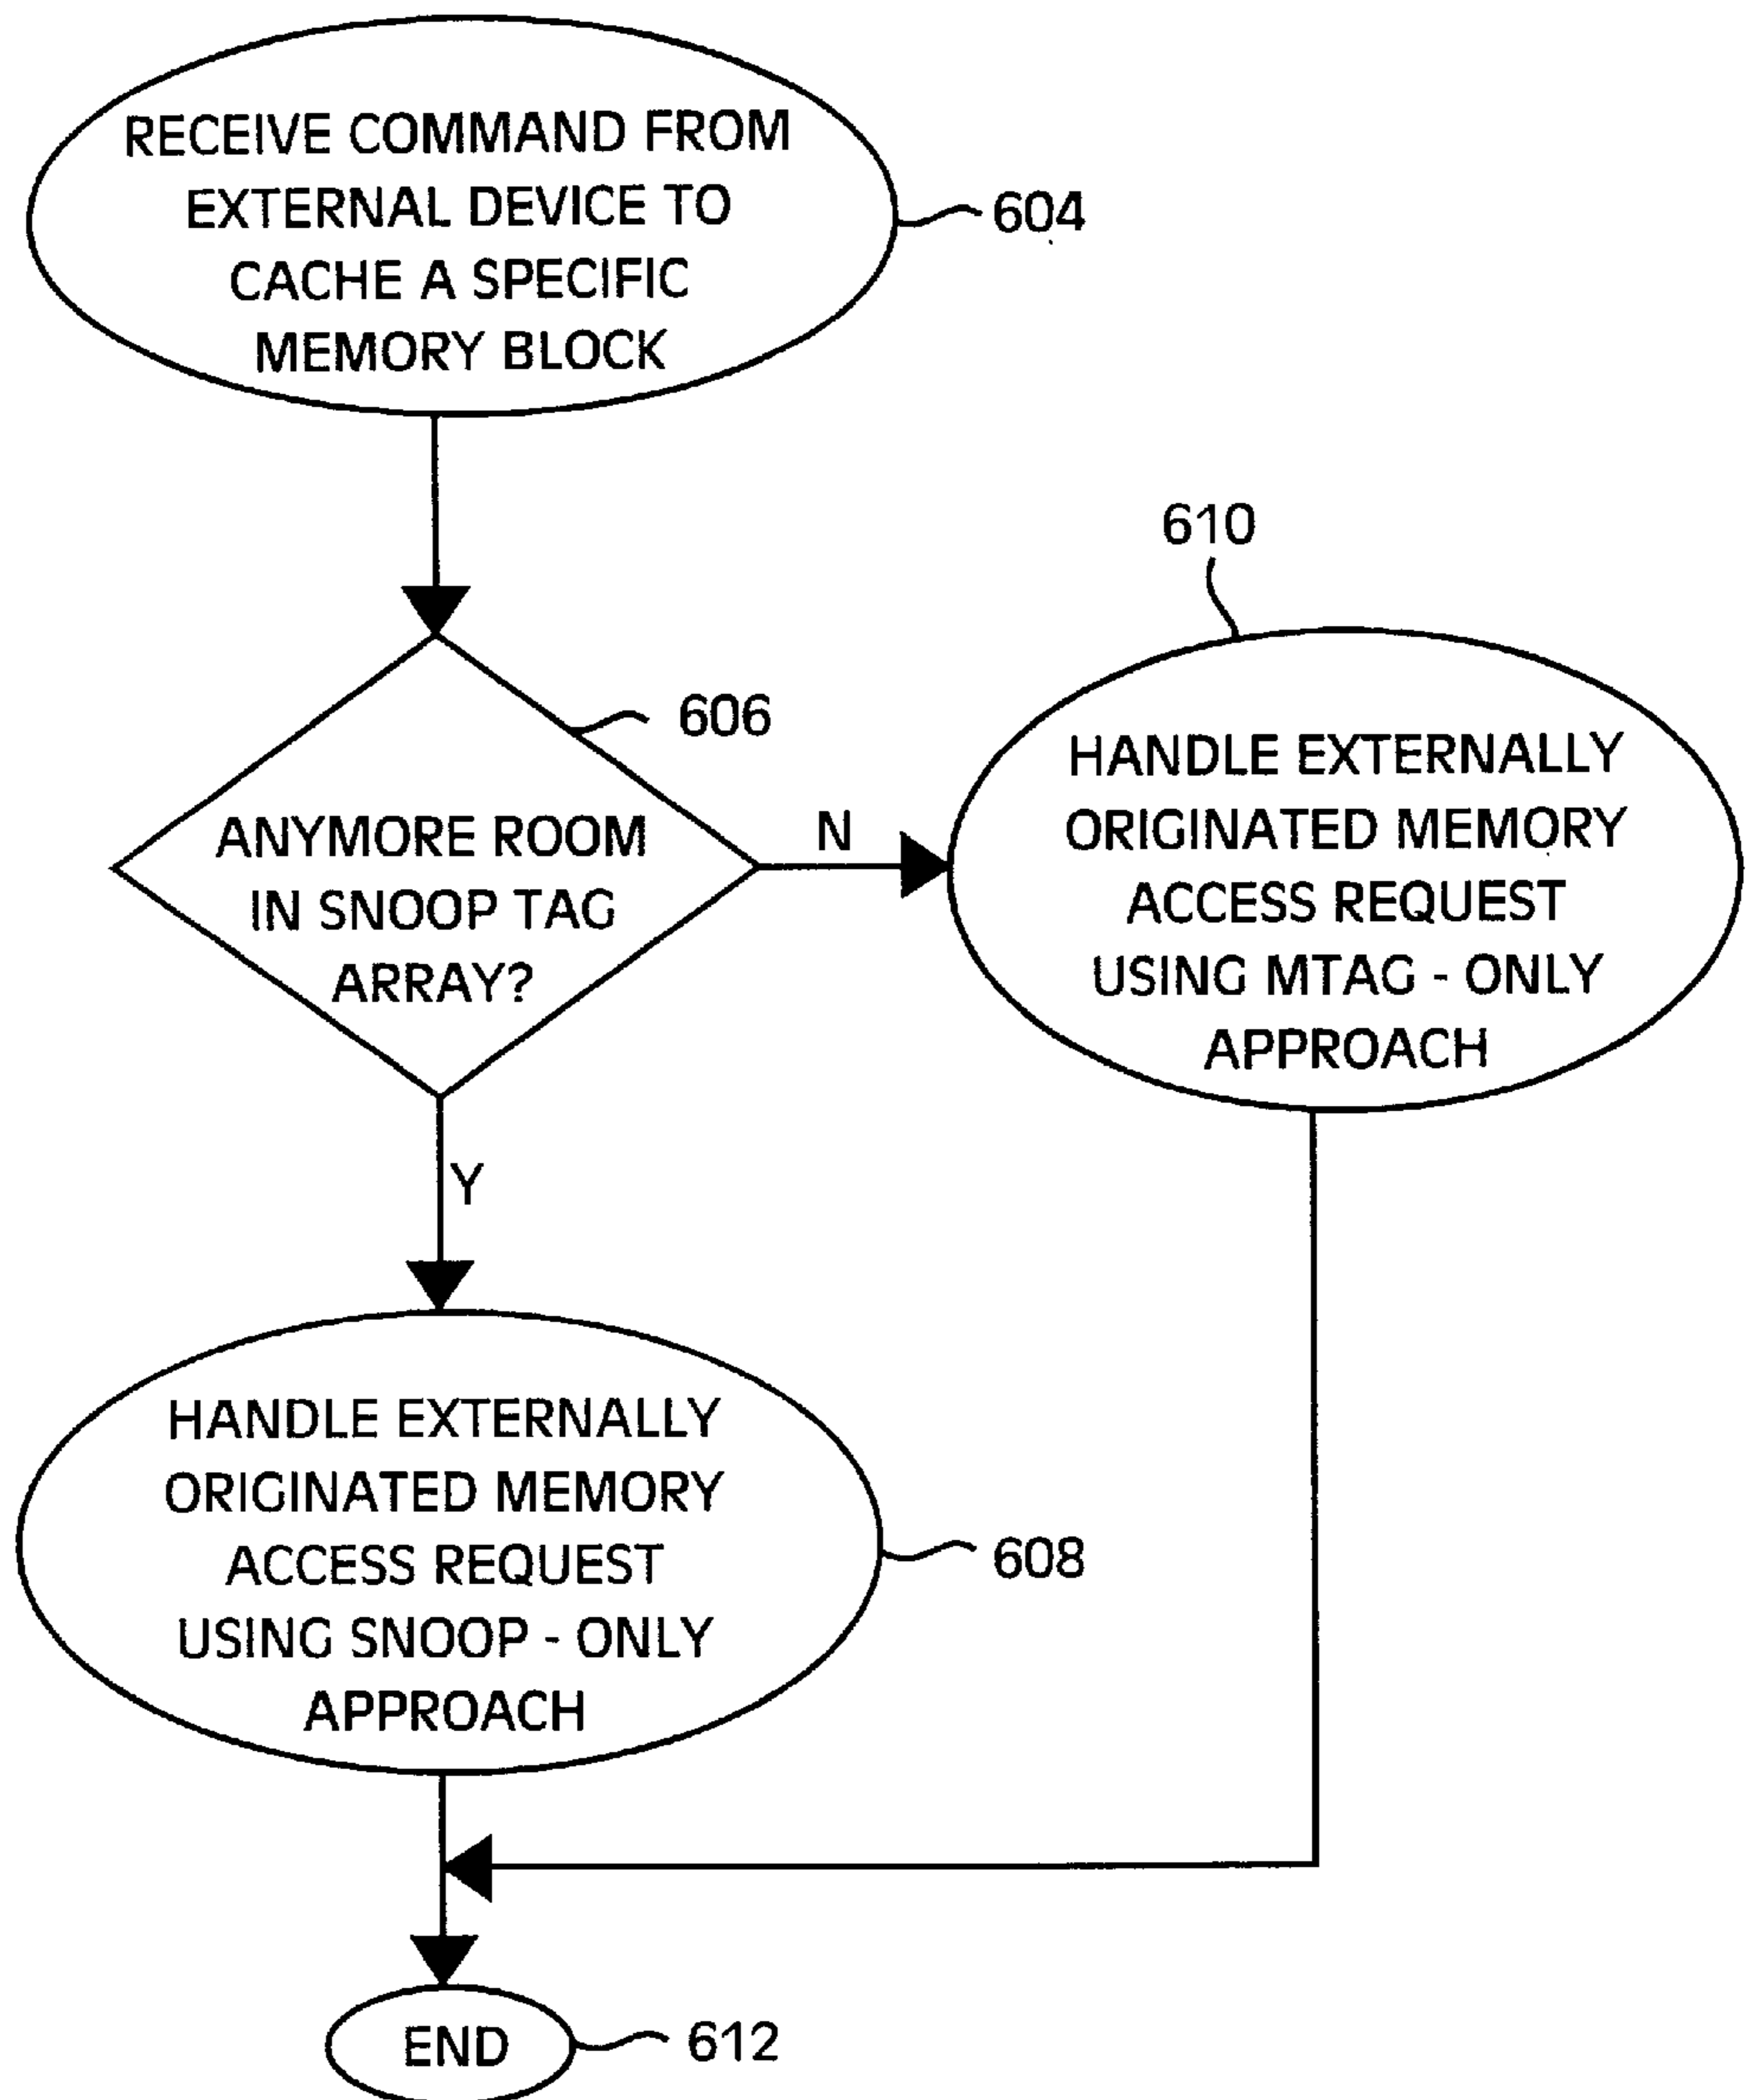 RECEIVE COMMAND FROM
EXTERNAL DEVICE TO
CACHE A SPECIFIC
MEMORY BLOCK
604
606
ANYMORE ROOM
IN SNOOP TAG
ARRAY?
N
610
HANDLE EXTERNALLY
ORIGINATED MEMORY
ACCESS REQUEST
USING MTAG - ONLY
APPROACH
Y
HANDLE EXTERNALLY
ORIGINATED MEMORY
ACCESS REQUEST
USING SNOOP - ONLY
APPROACH
608
END
612